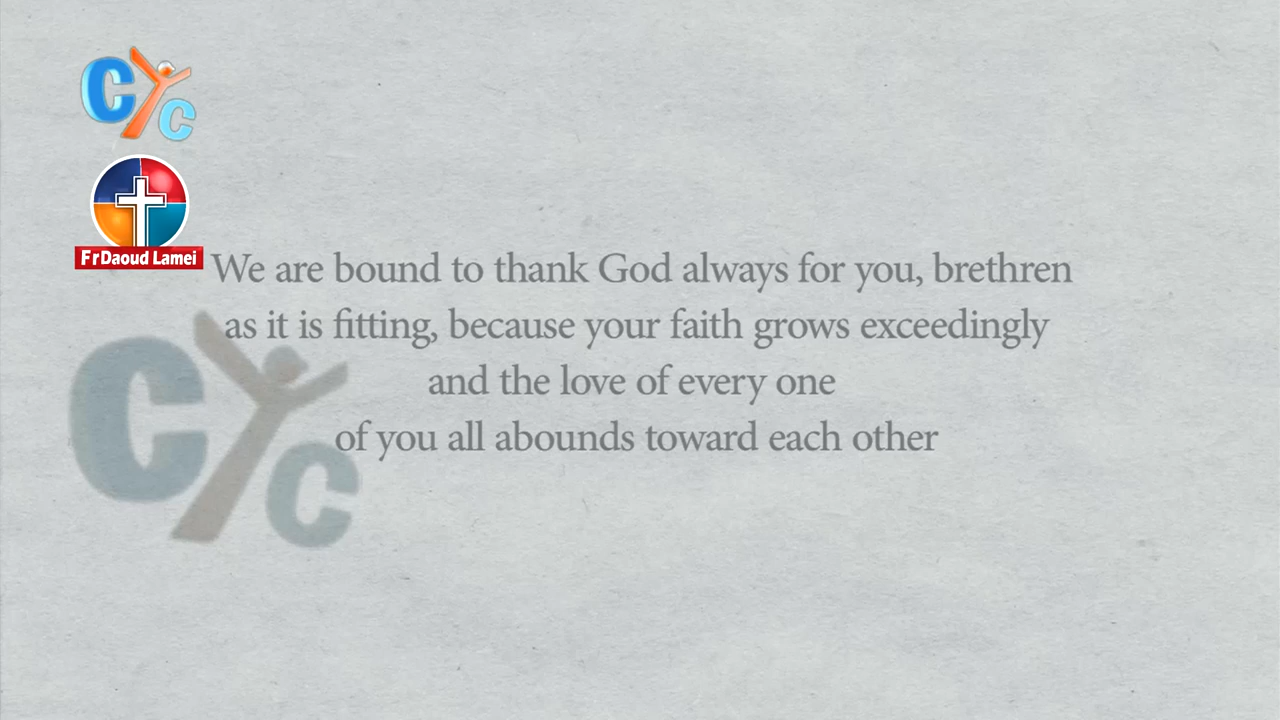 CYC
FrDaoud Lamei
We are bound to thank God always for you, brethren
as it is fitting, because your faith grows exceedingly
and the love of every one
of you all abounds toward each other
CYC